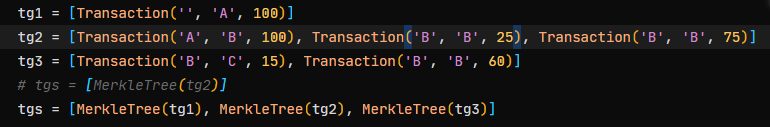 tg1 = [Transaction('', 'A', 100)]
tg2 = [Transaction('A', 'B', 100), Transaction('B', 'B', 25), Transaction('B', 'B', 75)]
tg3 = [Transaction('B', 'C', 15), Transaction('B', 'B', 60)]
# tgs = [MerkleTree(tg2)]
tgs = [MerkleTree(tg1), MerkleTree(tg2), MerkleTree(tg3)]